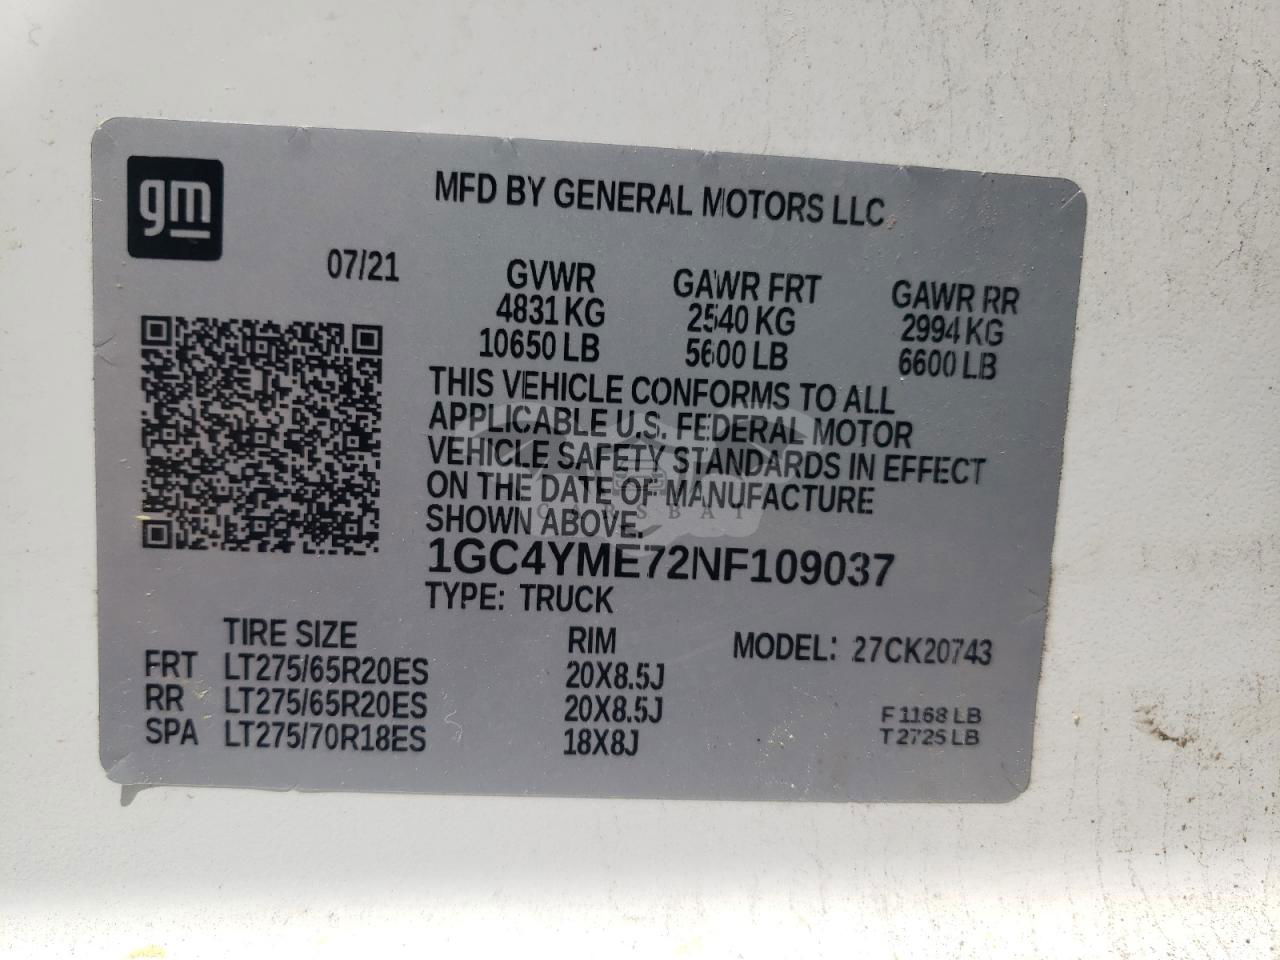 gm
MFD BY GENERAL MOTORS LLC
07/21
GVWR GAWR FRT GAWR RR
4831 KG 2540 KG 2994 KG
10650 LB 5600 LB 6600 LB
THIS VEHICLE CONFORMS TO ALL
APPLICABLE U.S. FEDERAL MOTOR
VEHICLE SAFETY STANDARDS IN EFFECT
ON THE DATE OF MANUFACTURE
CARSBAT
SHOWN ABOVE.
1GC4YME72NF109037
TYPE: TRUCK
TIRE SIZE RIM MODEL: 27CK20743
FRT LT275/65R20ES 20X8.5J
RR LT275/65R20ES 20X8.5J F 1168 LB
SPA LT275/70R18ES 18X8J T 2725 LB